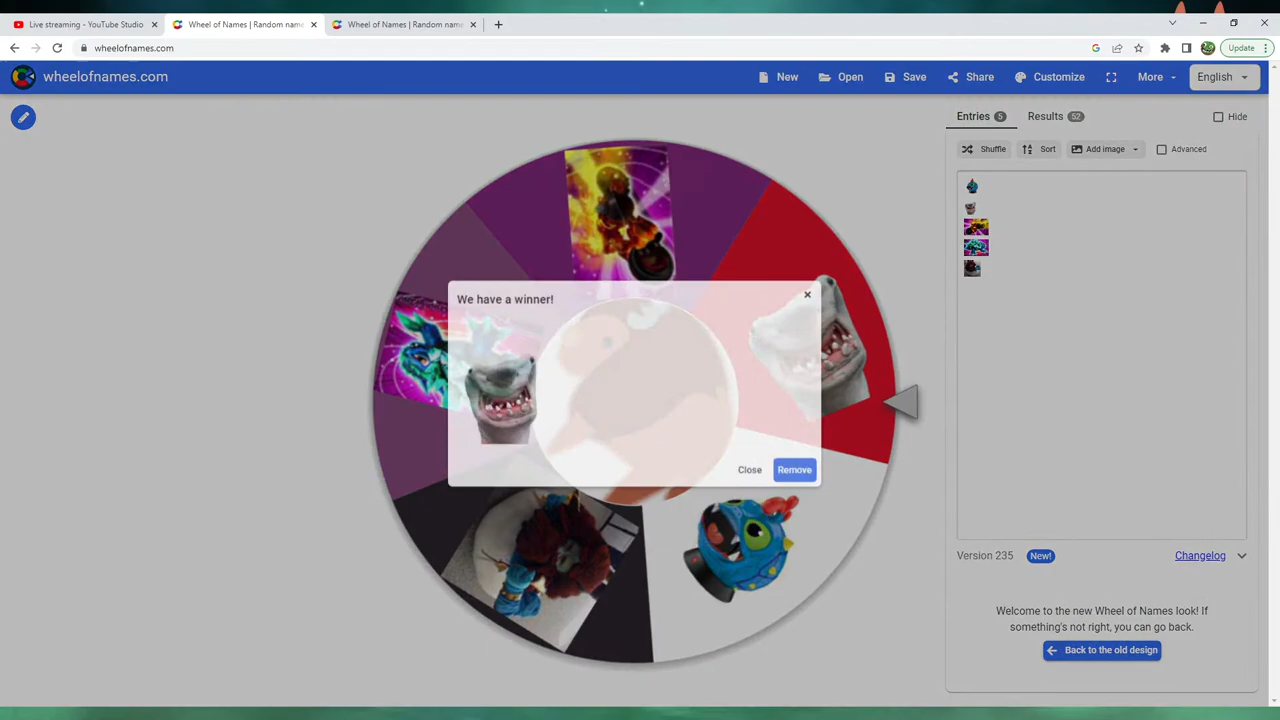 Live streaming - YouTube Studio
Wheel of Names | Random name
Wheel of Names | Random name
wheelofnames.com
Update
wheelofnames.com
New
Open
Save
Share
Customize
More
English
Entries 5
Results 52
Hide
Shuffle
Sort
Add image
Advanced
We have a winner!
Close
Remove
Version 235
New!
Changelog
Welcome to the new Wheel of Names look! If
something's not right, you can go back.
Back to the old design